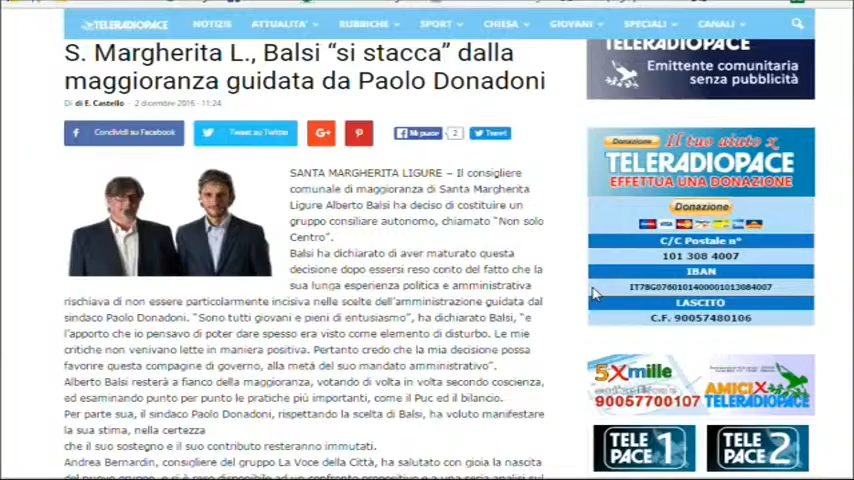 TELERADIOPACE
NOTIZIE
ATTUALITA'
RUBRICHE
SPORT
CHIESA
GIOVANI
SPECIALI
CANALI
S. Margherita L., Balsi “si stacca” dalla
maggioranza guidata da Paolo Donadoni
Di di E. Castello - 2 dicembre 2016 - 11:24
Condividi su Facebook
Tweet su Twitter
G+
Mi piace
2
Tweet
SANTA MARGHERITA LIGURE – Il consigliere
comunale di maggioranza di Santa Margherita
Ligure Alberto Balsi ha deciso di costituire un
gruppo consiliare autonomo, chiamato “Non solo
Centro”.
Balsi ha dichiarato di aver maturato questa
decisione dopo essersi reso conto del fatto che la
sua lunga esperienza politica e amministrativa
rischiava di non essere particolarmente incisiva nelle scelte dell’amministrazione guidata dal
sindaco Paolo Donadoni. “Sono tutti giovani e pieni di entusiasmo”, ha dichiarato Balsi, “e
l’apporto che io pensavo di poter dare spesso era visto come elemento di disturbo. Le mie
critiche non venivano lette in maniera positiva. Pertanto credo che la mia decisione possa
favorire questa compagine di governo, alla metá del suo mandato amministrativo”.
Alberto Balsi resterà a fianco della maggioranza, votando di volta in volta secondo coscienza,
ed esaminando punto per punto le pratiche più importanti, come il Puc ed il bilancio.
Per parte sua, il sindaco Paolo Donadoni, rispettando la scelta di Balsi, ha voluto manifestare
la sua stima, nella certezza
che il suo sostegno e il suo contributo resteranno immutati.
Andrea Bernardin, consigliere del gruppo La Voce della Città, ha salutato con gioia la nascita
TELERADIOPACE
Emittente comunitaria
senza pubblicità
Donazione
Il tuo aiuto x
TELERADIOPACE
EFFETTUA UNA DONAZIONE
Donazione
C/C Postale n°
101 308 4007
IBAN
IT78G0760101400001013084007
LASCITO
C.F. 90057480106
5xmille
90057700107
AMICI X
TELERADIOPACE
TELE
PACE 1
TELE
PACE 2